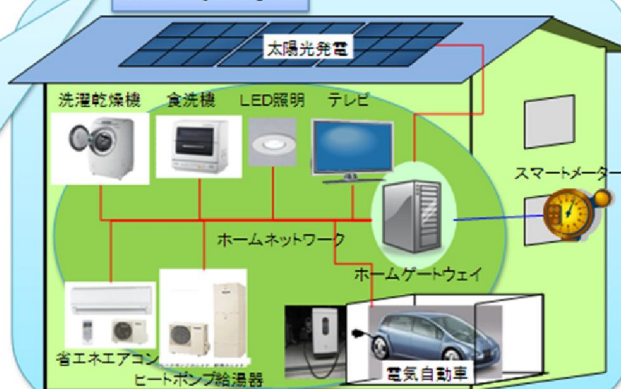 太陽光発電
洗濯乾燥機
食洗機
LED照明
テレビ
スマートメーター
ホームネットワーク
ホームゲートウェイ
省エネエアコン
ヒートポンプ給湯器
電気自動車